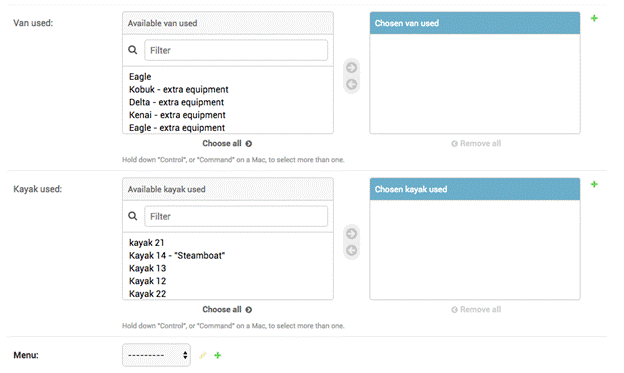 Van used:
Available van used
Chosen van used
Filter
Eagle
Kobuk - extra equipment
Delta - extra equipment
Kenai - extra equipment
Eagle - extra equipment
Choose all
Remove all
Hold down "Control", or "Command" on a Mac, to select more than one.
Kayak used:
Available kayak used
Chosen kayak used
Filter
kayak 21
Kayak 14 - "Steamboat"
Kayak 13
Kayak 12
Kayak 22
Choose all
Remove all
Hold down "Control", or "Command" on a Mac, to select more than one.
Menu:
---------